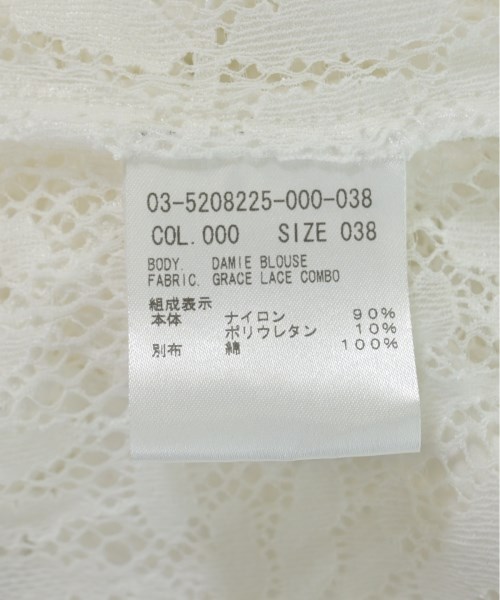 03-5208225-000-038
COL.000 SIZE 038
BODY. DAMIE BLOUSE
FABRIC. GRACE LACE COMBO
組成表示
本体 ナイロン 90%
ポリウレタン 10%
別布 綿 100%